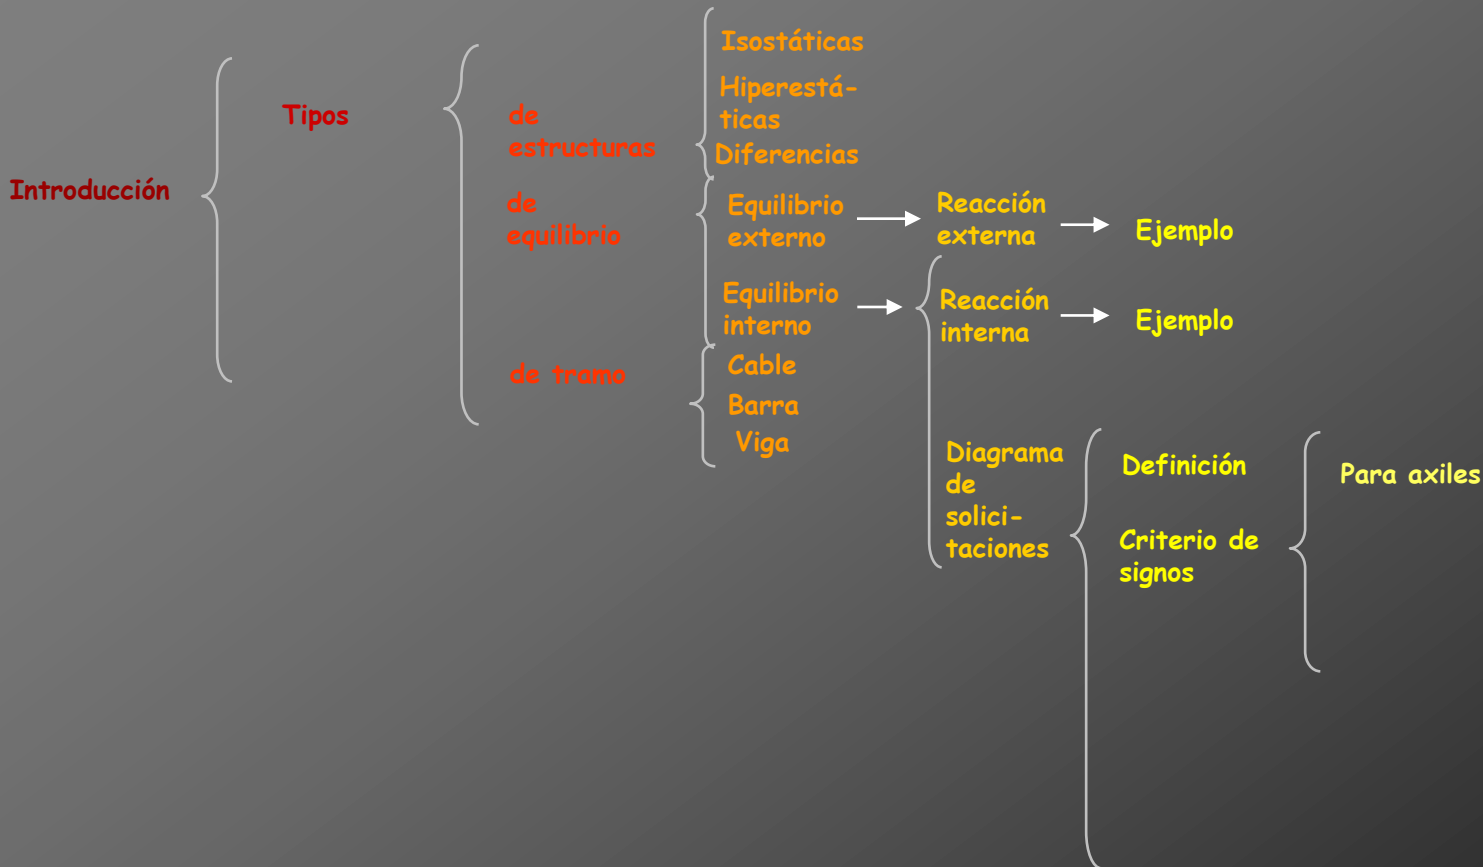 Introducción
Tipos
de
estructuras
Isostáticas
Hiperestá-
ticas
Diferencias
de
equilibrio
Equilibrio
externo
Reacción
externa
Ejemplo
Equilibrio
interno
Reacción
interna
Ejemplo
Diagrama
de
solici-
taciones
Definición
Criterio de
signos
Para axiles
de tramo
Cable
Barra
Viga